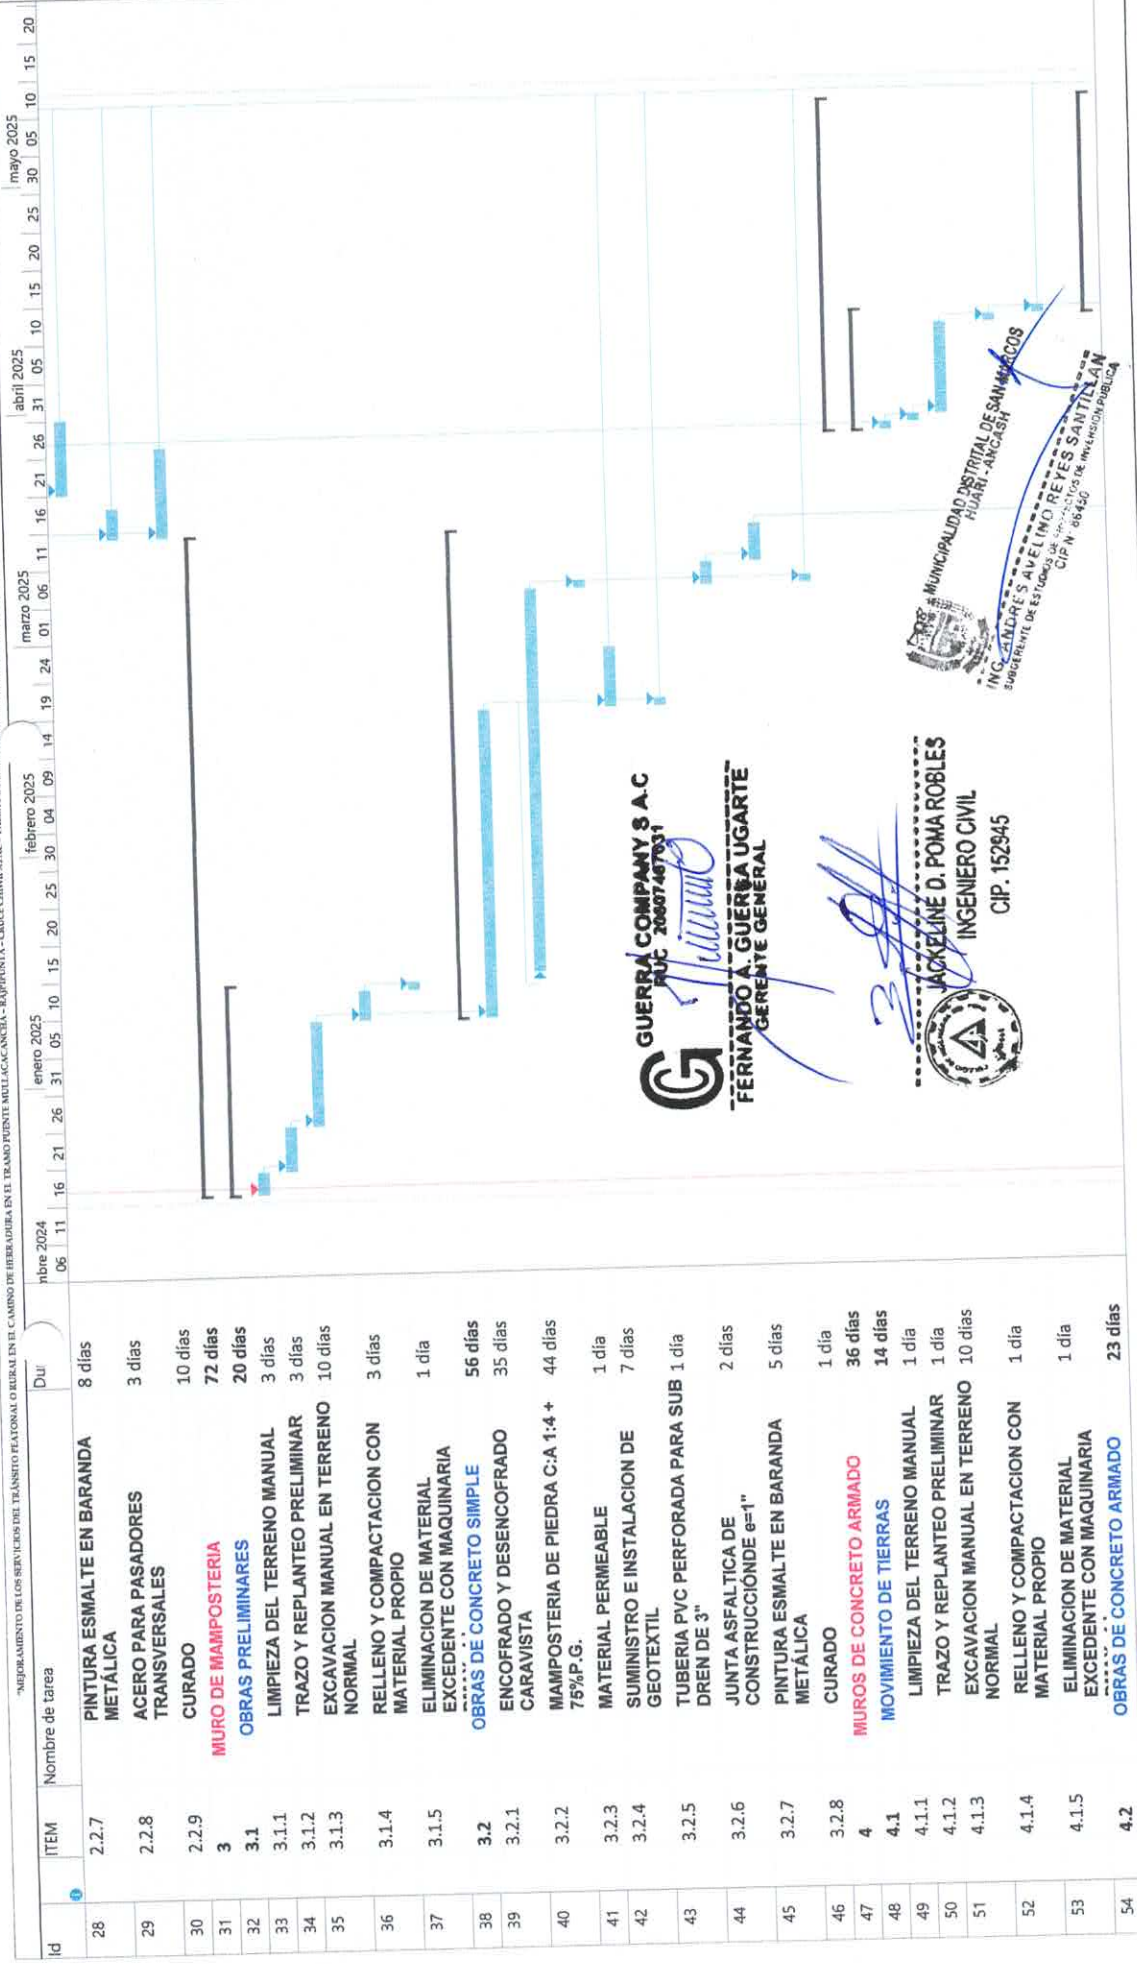 "MEJORAMIENTO DE LOS SERVICIOS DEL TRÁNSITO PEATONAL O RURAL EN EL CAMINO DE HERRADURA EN EL TRAMO PUENTE MULLACACANCHA - RAJPIPUNTA - CRUCE
Id ITEM Nombre de tarea Du
nbre 2024 enero 2025 febrero 2025 marzo 2025 abril 2025 mayo 2025
06 11 16 21 26 31 05 10 15 20 25 30 04 09 14 19 24 01 06 11 16 21 26 31 05 10 15 20 25 30 05 10 15 20
28 2.2.7 PINTURA ESMALTE EN BARANDA 8 días
METÁLICA
29 2.2.8 ACERO PARA PASADORES 3 días
TRANSVERSALES
30 2.2.9 CURADO 10 días
31 3 MURO DE MAMPOSTERIA 72 días
32 3.1 OBRAS PRELIMINARES 20 días
33 3.1.1 LIMPIEZA DEL TERRENO MANUAL 3 días
34 3.1.2 TRAZO Y REPLANTEO PRELIMINAR 3 días
35 3.1.3 EXCAVACION MANUAL EN TERRENO 10 días
NORMAL
36 3.1.4 RELLENO Y COMPACTACION CON 3 días
MATERIAL PROPIO
37 3.1.5 ELIMINACION DE MATERIAL 1 día
EXCEDENTE CON MAQUINARIA
38 3.2 OBRAS DE CONCRETO SIMPLE 56 días
39 3.2.1 ENCOFRADO Y DESENCOFRADO 35 días
CARAVISTA
40 3.2.2 MAMPOSTERIA DE PIEDRA C:A 1:4 + 44 días
75%P.G.
41 3.2.3 MATERIAL PERMEABLE 1 día
42 3.2.4 SUMINISTRO E INSTALACION DE 7 días
GEOTEXTIL
43 3.2.5 TUBERIA PVC PERFORADA PARA SUB 1 día
DREN DE 3"
44 3.2.6 JUNTA ASFALTICA DE 2 días
CONSTRUCCIÓNDE e=1"
45 3.2.7 PINTURA ESMALTE EN BARANDA 5 días
METÁLICA
46 3.2.8 CURADO 1 día
47 4 MUROS DE CONCRETO ARMADO 36 días
48 4.1 MOVIMIENTO DE TIERRAS 14 días
49 4.1.1 LIMPIEZA DEL TERRENO MANUAL 1 día
50 4.1.2 TRAZO Y REPLANTEO PRELIMINAR 1 día
51 4.1.3 EXCAVACION MANUAL EN TERRENO 10 días
NORMAL
52 4.1.4 RELLENO Y COMPACTACION CON 1 día
MATERIAL PROPIO
53 4.1.5 ELIMINACION DE MATERIAL 1 día
EXCEDENTE CON MAQUINARIA
54 4.2 OBRAS DE CONCRETO ARMADO 23 días
G GUERRA COMPANY S A.C
RUC 20607467031
FERNANDO A. GUERRA UGARTE
GERENTE GENERAL
JACKELINE D. POMA ROBLES
INGENIERO CIVIL
CIP. 152945
MUNICIPALIDAD DISTRITAL DE SAN MARCOS
HUARI - ANCASH
ING. ANDRES AVELINO REYES SANTILLAN
SUBGERENTE DE ESTUDIOS DE PROYECTOS DE INVERSION PUBLICA
CIP N° 86450